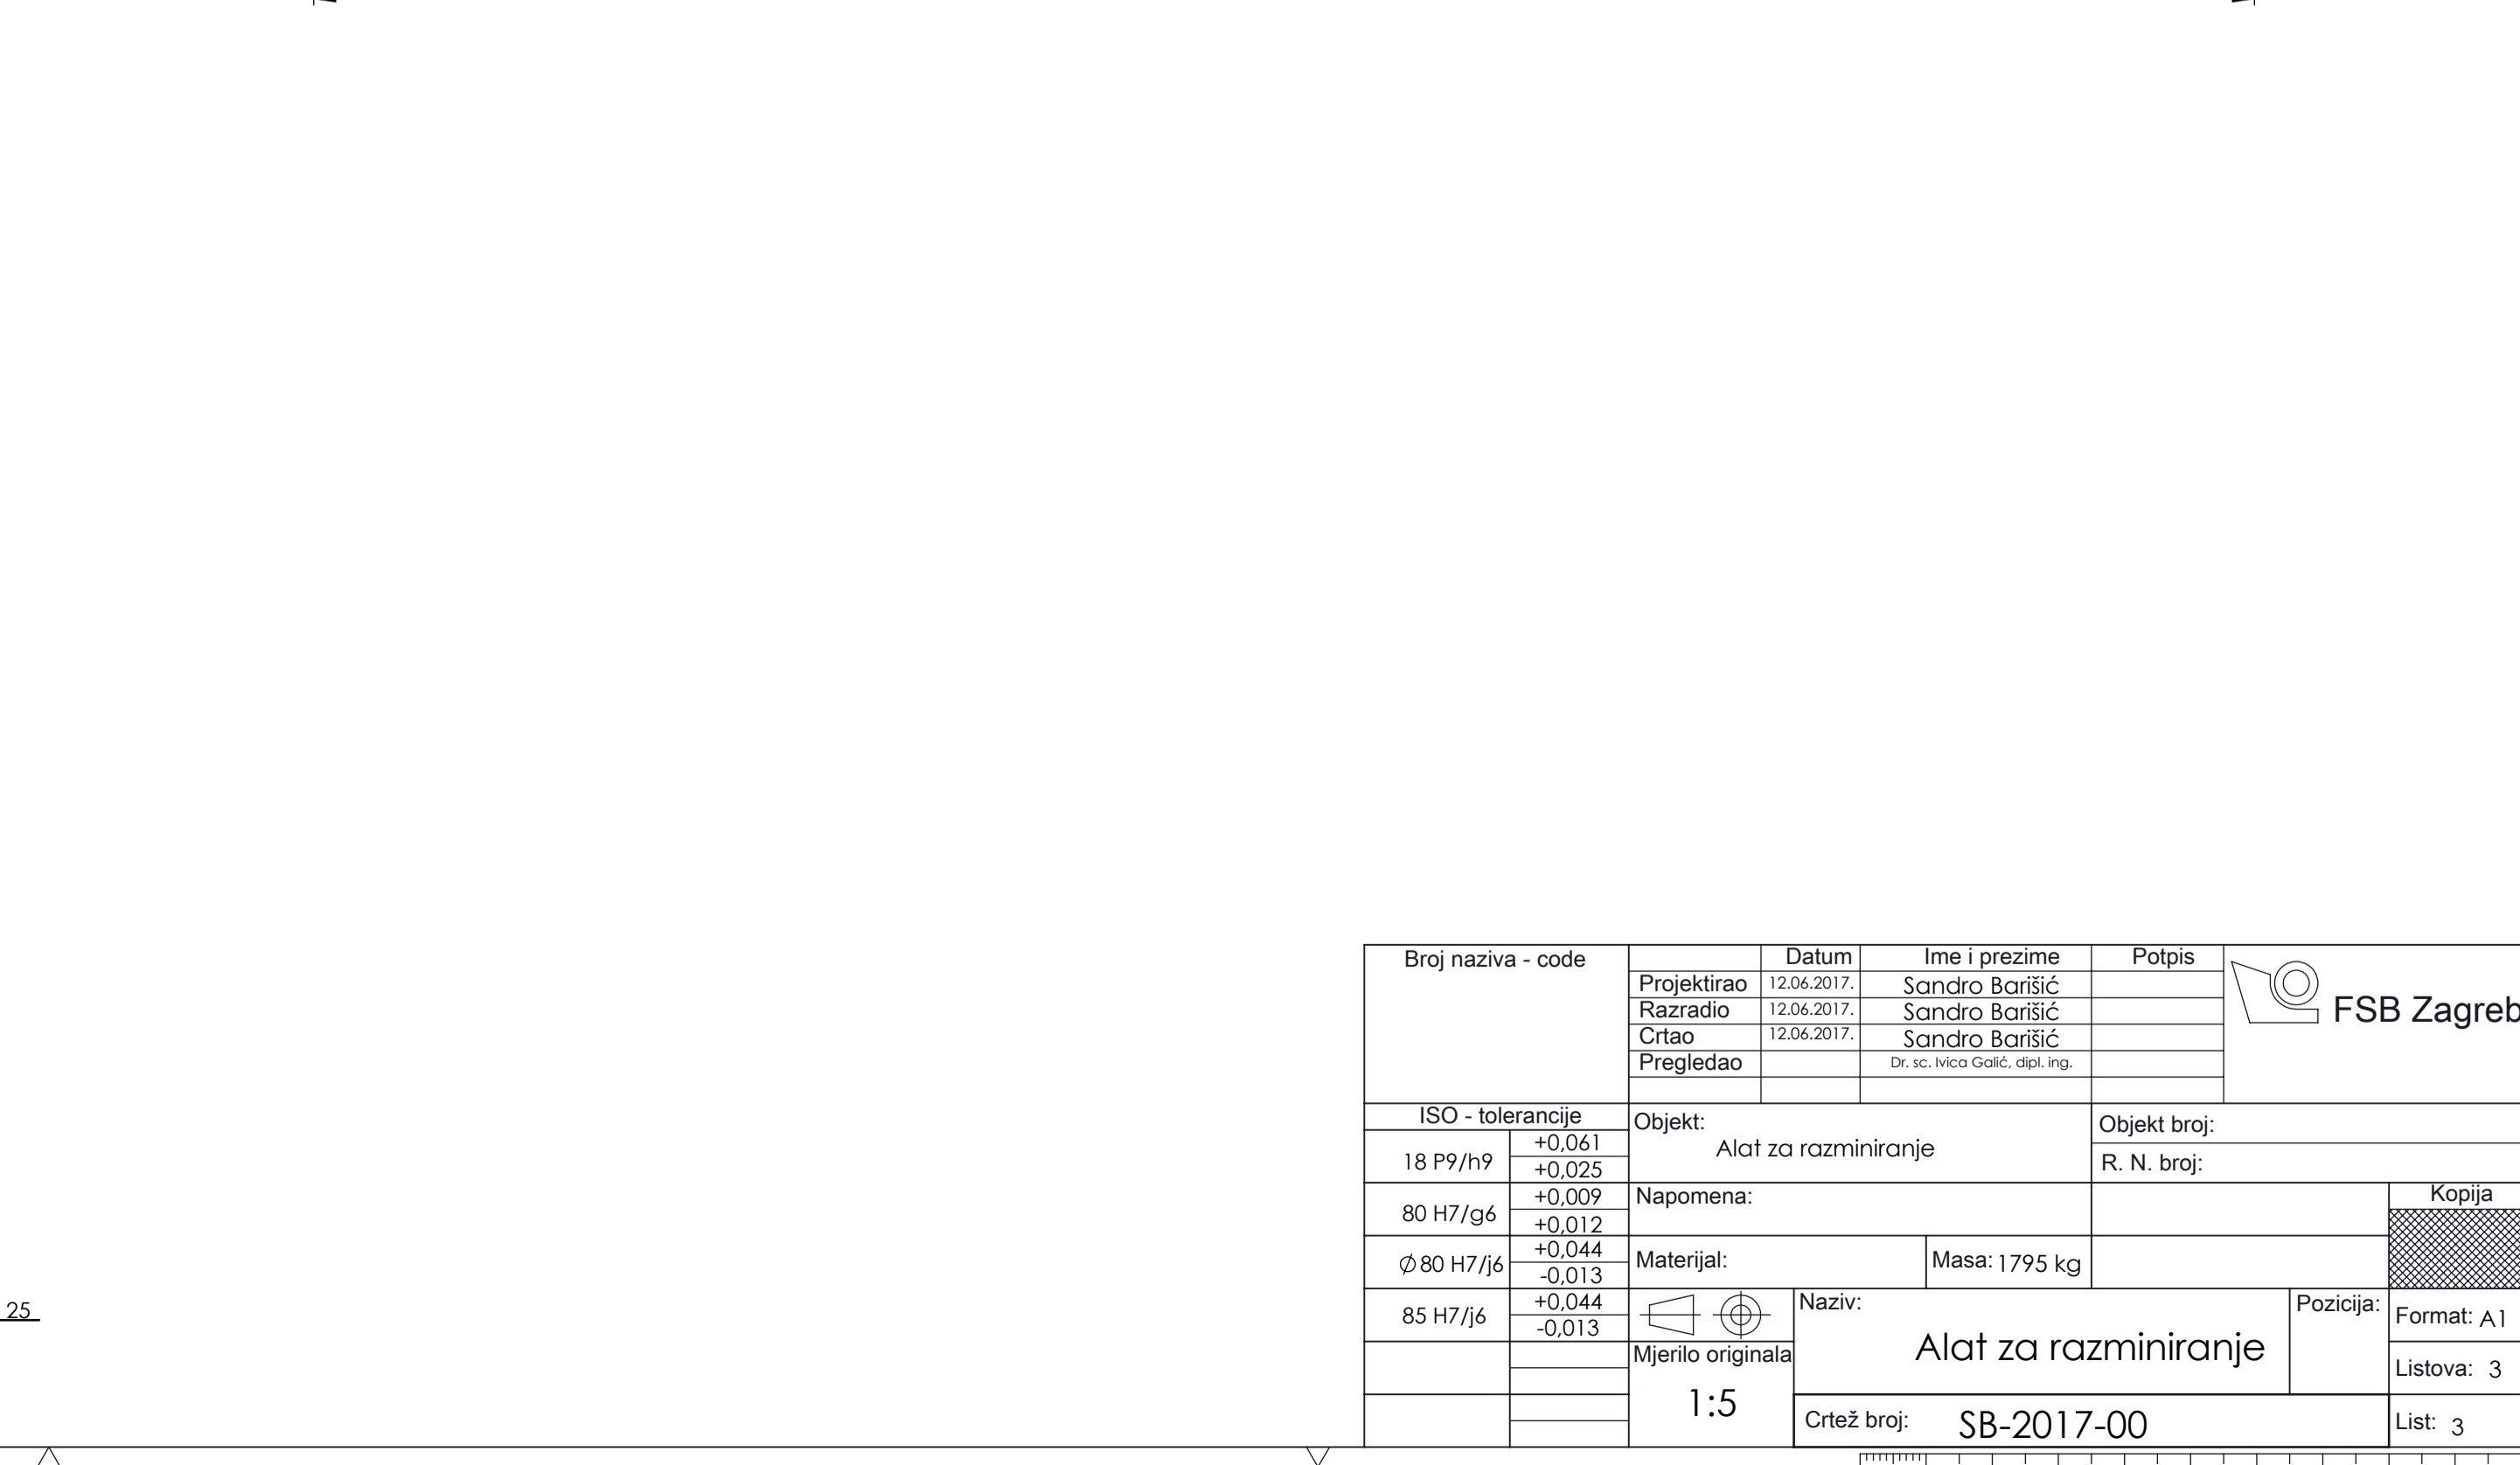 Broj naziva - code
Datum
Ime i prezime
Potpis
Projektirao 12.06.2017. Sandro Barišić
Razradio 12.06.2017. Sandro Barišić
Crtao 12.06.2017. Sandro Barišić
Pregledao Dr. sc. Ivica Galić, dipl. ing.
FSB Zagreb
ISO - tolerancije
18 P9/h9 +0,061
+0,025
80 H7/g6 +0,009
+0,012
Ø80 H7/j6 +0,044
-0,013
85 H7/j6 +0,044
-0,013
Objekt:
Alat za razminiranje
Objekt broj:
R. N. broj:
Napomena:
Kopija
Materijal:
Masa: 1795 kg
Naziv:
Alat za razminiranje
Pozicija:
Format: A1
Mjerilo originala
1:5
Listova: 3
Crtež broj: SB-2017-00
List: 3
25